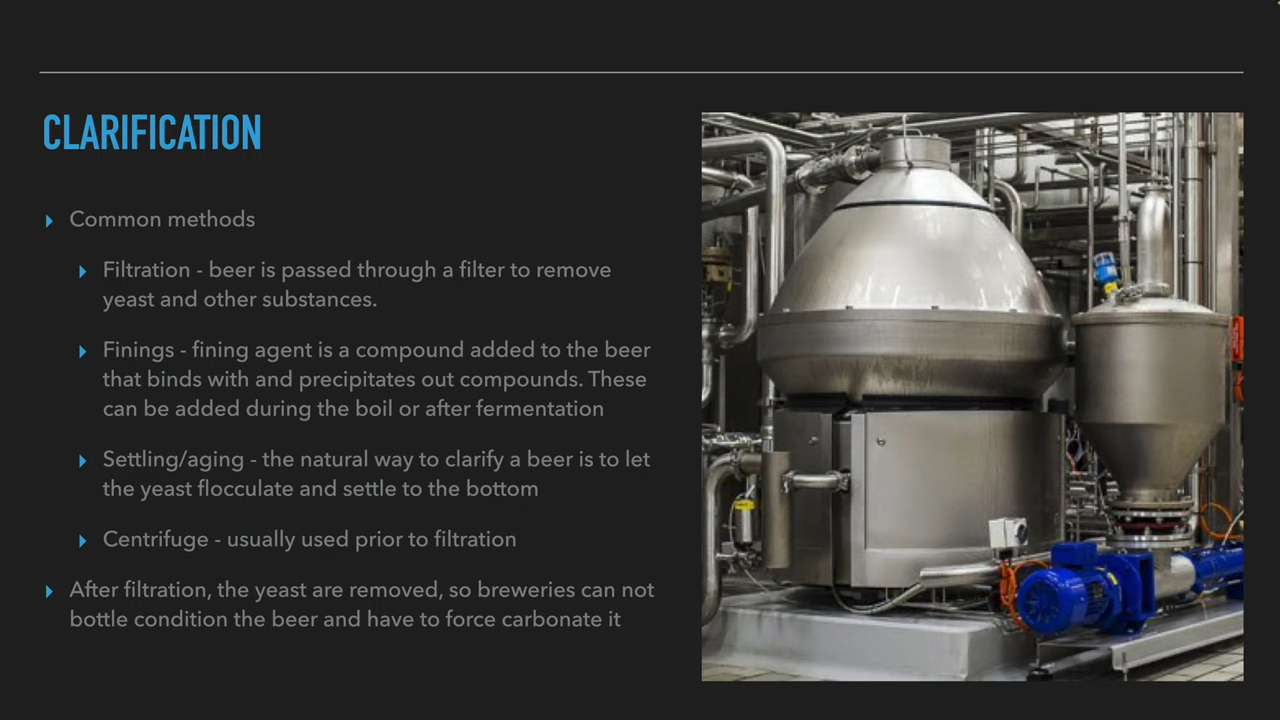 CLARIFICATION
Common methods
Filtration - beer is passed through a filter to remove
yeast and other substances.
Finings - fining agent is a compound added to the beer
that binds with and precipitates out compounds. These
can be added during the boil or after fermentation
Settling/aging - the natural way to clarify a beer is to let
the yeast flocculate and settle to the bottom
Centrifuge - usually used prior to filtration
After filtration, the yeast are removed, so breweries can not
bottle condition the beer and have to force carbonate it